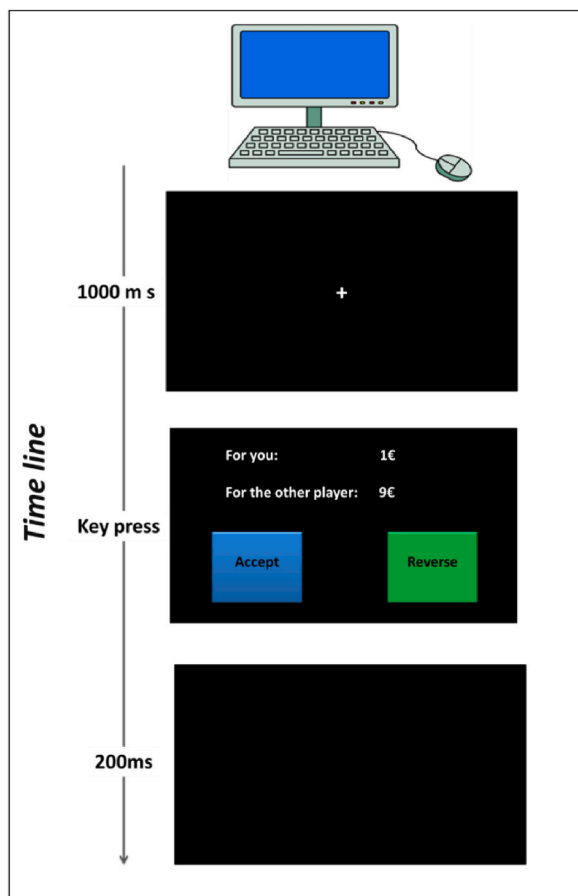 Time line
1000 m s
+
For you: 1€
For the other player: 9€
Key press
Accept Reverse
200ms